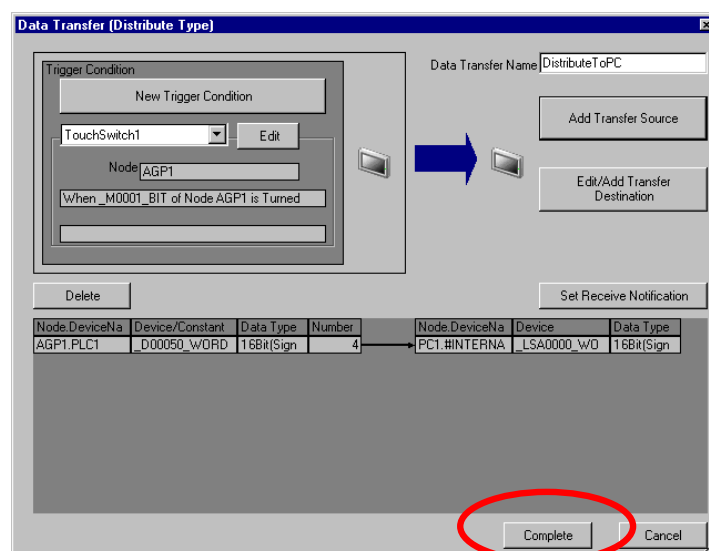 Data Transfer (Distribute Type)
Trigger Condition
New Trigger Condition
TouchSwitch1
Edit
Node
AGP1
When _M0001_BIT of Node AGP1 is Turned
Data Transfer Name
DistributeToPC
Add Transfer Source
Edit/Add Transfer
Destination
Delete
Set Receive Notification
Node.DeviceNa Device/Constant Data Type Number Node.DeviceNa Device Data Type
AGP1.PLC1 _D00050_WORD 16Bit(Sign 4 PC1.#INTERNA _LSA0000_WO 16Bit(Sign
Complete
Cancel